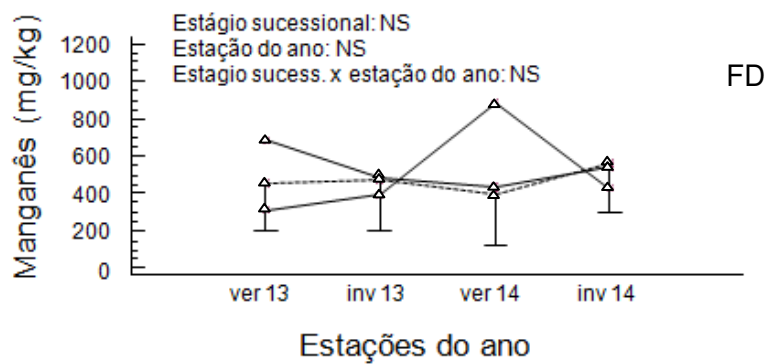 Estágio sucessional: NS
Estação do ano: NS
Estagio sucess. x estação do ano: NS
FD
Manganês (mg/kg)
1200
1000
800
600
400
200
0
ver 13 inv 13 ver 14 inv 14
Estações do ano